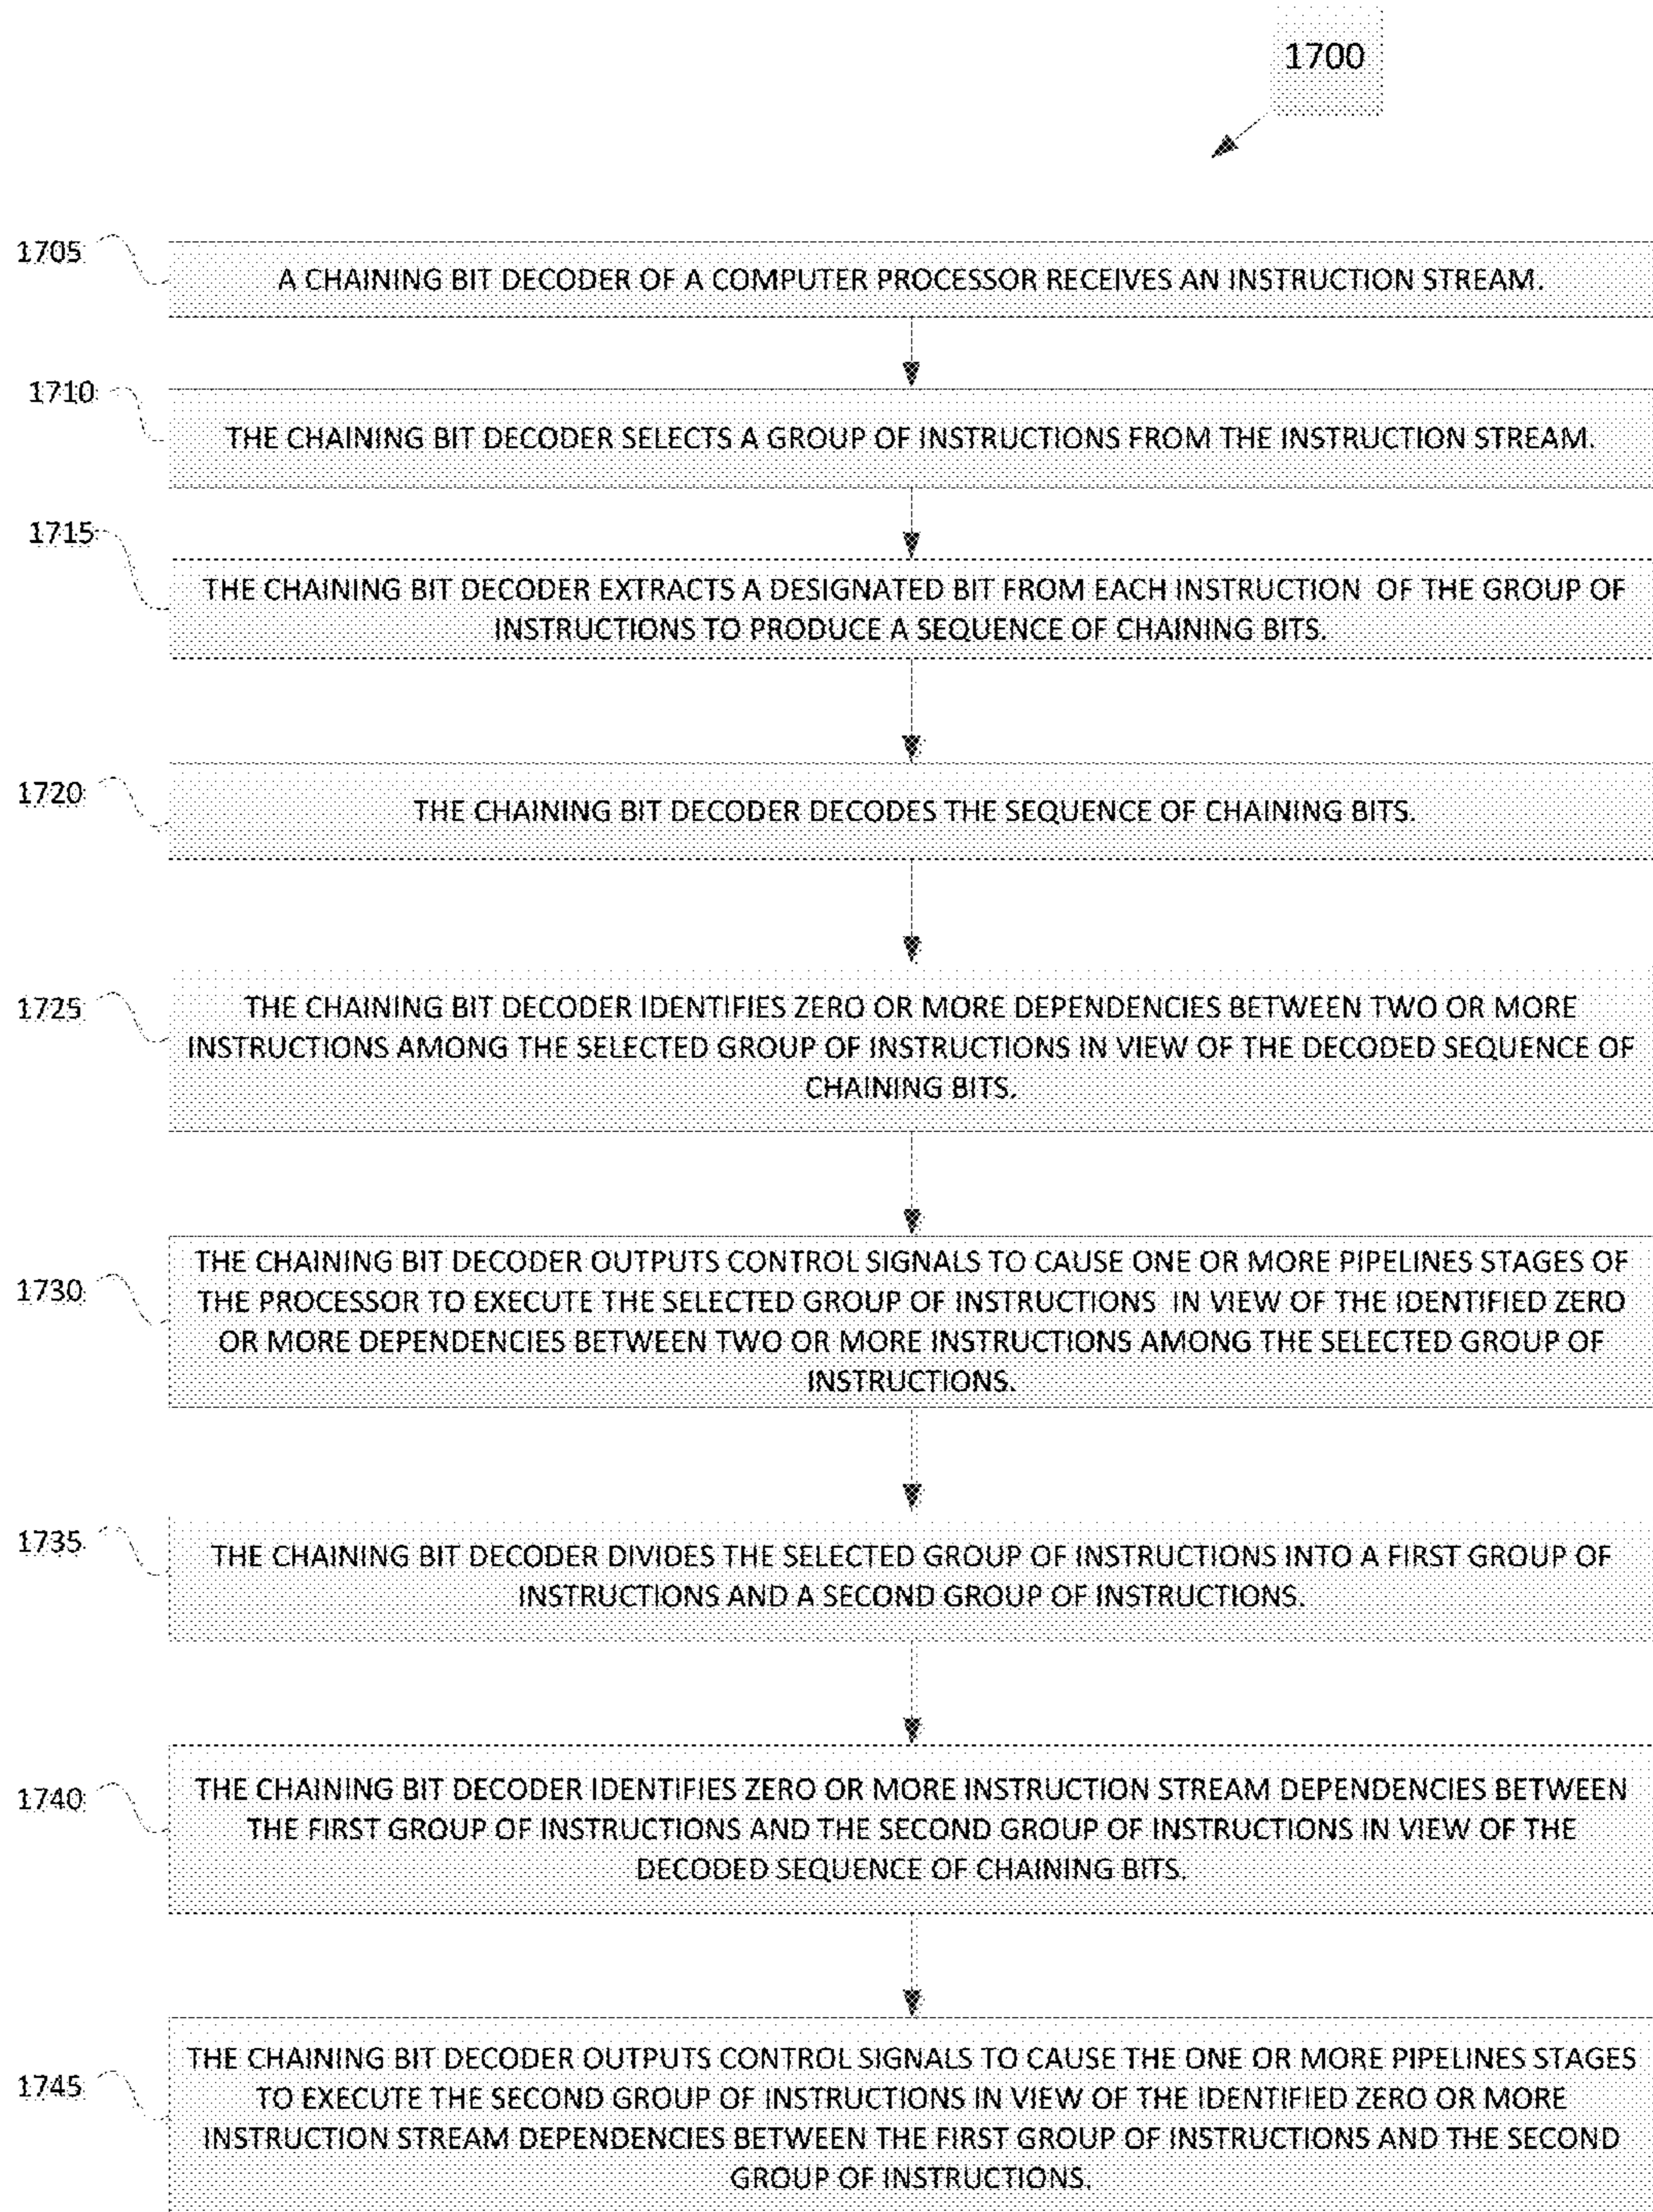 1700
1705
A CHAINING BIT DECODER OF A COMPUTER PROCESSOR RECEIVES AN INSTRUCTION STREAM.
1710
THE CHAINING BIT DECODER SELECTS A GROUP OF INSTRUCTIONS FROM THE INSTRUCTION STREAM.
1715
THE CHAINING BIT DECODER EXTRACTS A DESIGNATED BIT FROM EACH INSTRUCTION OF THE GROUP OF
INSTRUCTIONS TO PRODUCE A SEQUENCE OF CHAINING BITS.
1720
THE CHAINING BIT DECODER DECODES THE SEQUENCE OF CHAINING BITS.
1725
THE CHAINING BIT DECODER IDENTIFIES ZERO OR MORE DEPENDENCIES BETWEEN TWO OR MORE
INSTRUCTIONS AMONG THE SELECTED GROUP OF INSTRUCTIONS IN VIEW OF THE DECODED SEQUENCE OF
CHAINING BITS.
1730
THE CHAINING BIT DECODER OUTPUTS CONTROL SIGNALS TO CAUSE ONE OR MORE PIPELINES STAGES OF
THE PROCESSOR TO EXECUTE THE SELECTED GROUP OF INSTRUCTIONS IN VIEW OF THE IDENTIFIED ZERO
OR MORE DEPENDENCIES BETWEEN TWO OR MORE INSTRUCTIONS AMONG THE SELECTED GROUP OF
INSTRUCTIONS.
1735
THE CHAINING BIT DECODER DIVIDES THE SELECTED GROUP OF INSTRUCTIONS INTO A FIRST GROUP OF
INSTRUCTIONS AND A SECOND GROUP OF INSTRUCTIONS.
1740
THE CHAINING BIT DECODER IDENTIFIES ZERO OR MORE INSTRUCTION STREAM DEPENDENCIES BETWEEN
THE FIRST GROUP OF INSTRUCTIONS AND THE SECOND GROUP OF INSTRUCTIONS IN VIEW OF THE
DECODED SEQUENCE OF CHAINING BITS.
1745
THE CHAINING BIT DECODER OUTPUTS CONTROL SIGNALS TO CAUSE THE ONE OR MORE PIPELINES STAGES
TO EXECUTE THE SECOND GROUP OF INSTRUCTIONS IN VIEW OF THE IDENTIFIED ZERO OR MORE
INSTRUCTION STREAM DEPENDENCIES BETWEEN THE FIRST GROUP OF INSTRUCTIONS AND THE SECOND
GROUP OF INSTRUCTIONS.